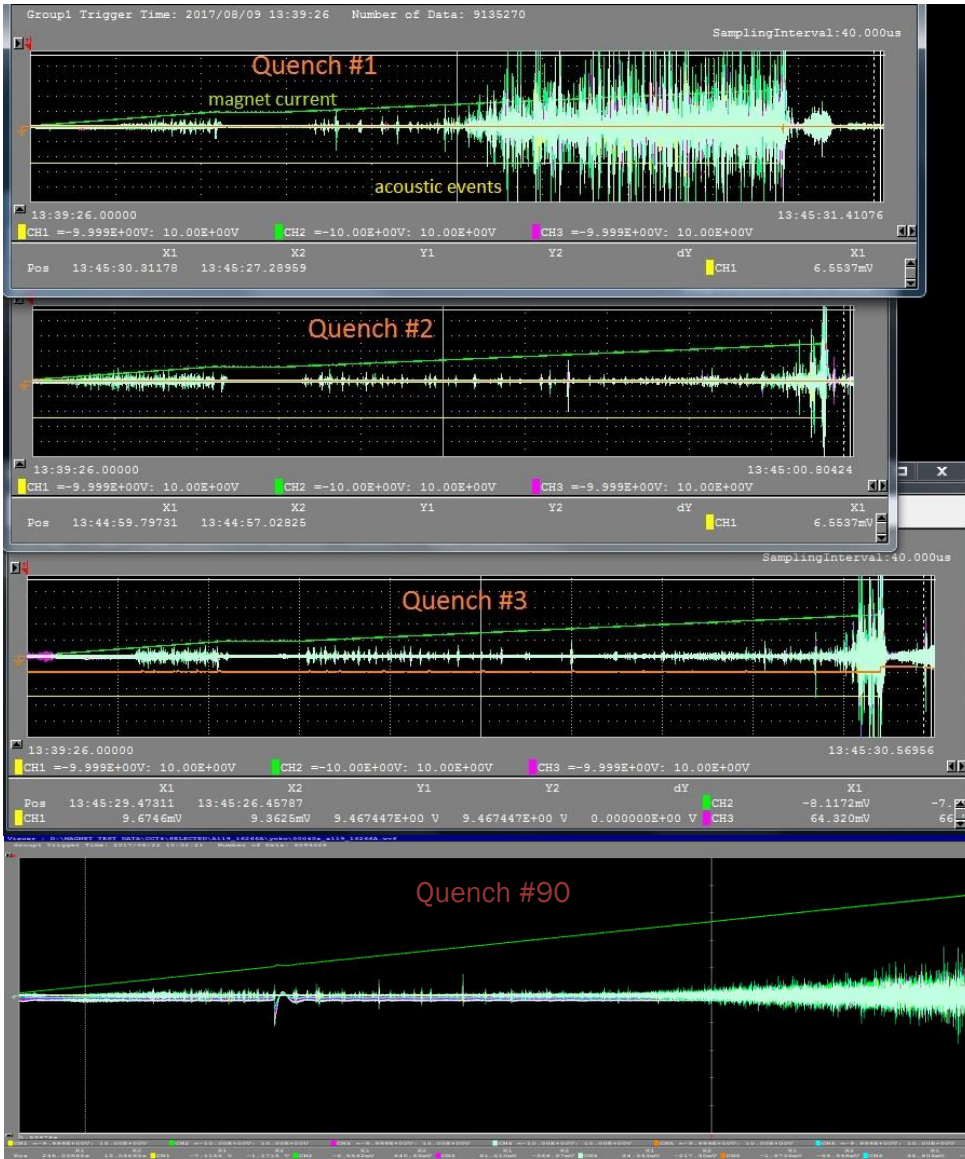 Group1 Trigger Time: 2017/08/09 13:39:26 Number of Data: 9135270
SamplingInterval:40.000us
Quench #1
magnet current
acoustic events
13:39:26.00000 13:45:31.41076
CH1 =-9.999E+00V: 10.00E+00V CH2 =-10.00E+00V: 10.00E+00V CH3 =-9.999E+00V: 10.00E+00V
X1 X2 Y1 Y2 dY X1
Pos 13:45:30.31178 13:45:27.28959 CH1 6.5537mV
Quench #2
13:39:26.00000 13:45:00.80424
CH1 =-9.999E+00V: 10.00E+00V CH2 =-10.00E+00V: 10.00E+00V CH3 =-9.999E+00V: 10.00E+00V
X1 X2 Y1 Y2 dY X1
Pos 13:44:59.79731 13:44:57.02825 CH1 6.5537mV
SamplingInterval:40.000us
Quench #3
13:39:26.00000 13:45:30.56956
CH1 =-9.999E+00V: 10.00E+00V CH2 =-10.00E+00V: 10.00E+00V CH3 =-9.999E+00V: 10.00E+00V
X1 X2 Y1 Y2 dY X1
Pos 13:45:29.47311 13:45:26.45787 CH2 -8.1172mV -7.
CH1 9.6746mV 9.3625mV 9.467447E+00 V 9.467447E+00 V 0.000000E+00 V CH3 64.320mV 66
Quench #90